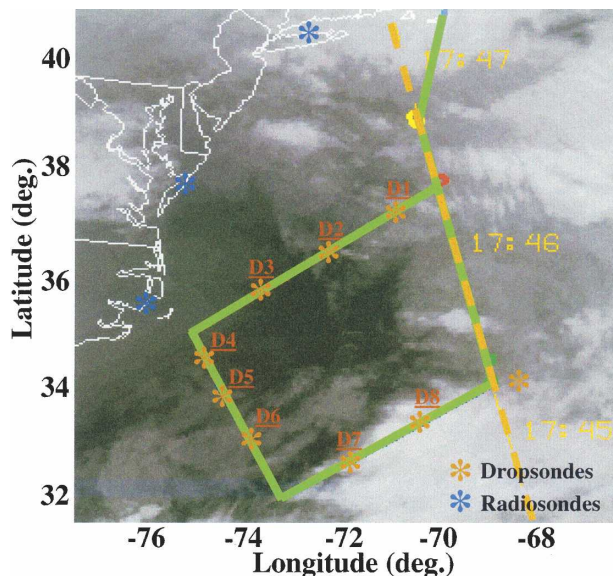 40
17:47
38
D1
D2
17:46
36
D3
D4
D5
34
D8
D6
17:45
D7
Dropsondes
32
Radiosondes
-76 -74 -72 -70 -68
Longitude (deg.)
Latitude (deg.)